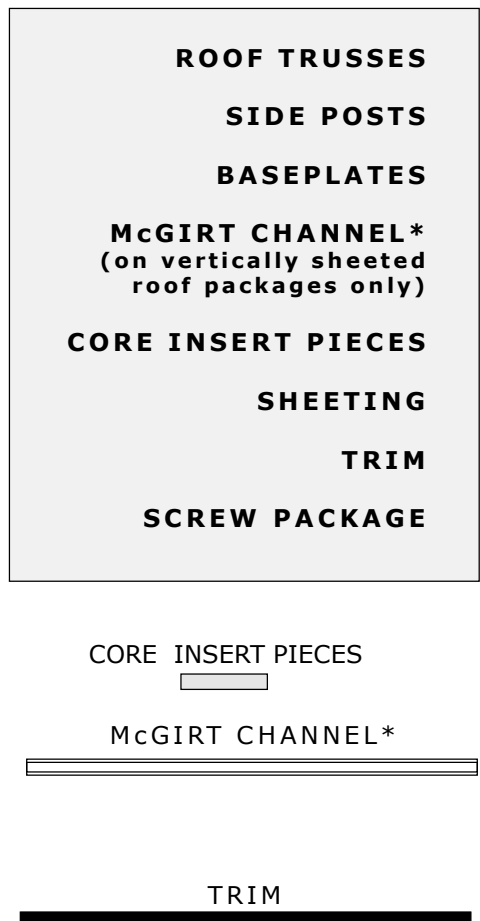 ROOF TRUSSES
SIDE POSTS
BASEPLATES
McGIRT CHANNEL*
(on vertically sheeted
roof packages only)
CORE INSERT PIECES
SHEETING
TRIM
SCREW PACKAGE
CORE INSERT PIECES
McGIRT CHANNEL*
TRIM